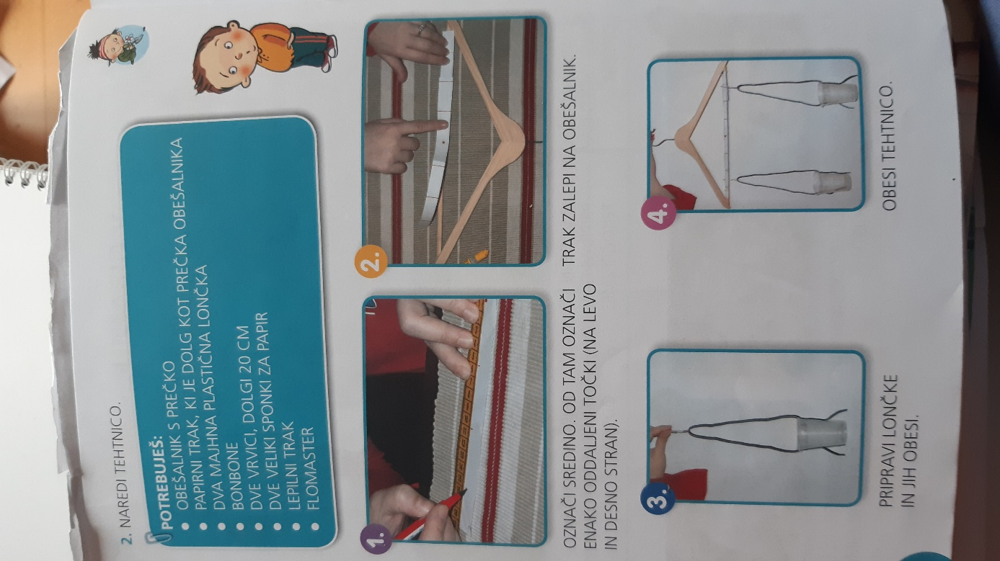 2. NAREDI TEHTNICO.
POTREBUJEŠ:
• OBEŠALNIK S PREČKO
• PAPIRNI TRAK, KI JE DOLG KOT PREČKA OBEŠALNIKA
• DVA MAJHNA PLASTIČNA LONČKA
• BONBONE
• DVE VRVICI, DOLGI 20 CM
• DVE VELIKI SPONKI ZA PAPIR
• LEPILNI TRAK
• FLOMASTER
1.
OZNAČI SREDINO. OD TAM OZNAČI
ENAKO ODDALJENI TOČKI (NA LEVO
IN DESNO STRAN).
2.
TRAK ZALEPI NA OBEŠALNIK.
3.
PRIPRAVI LONČKE
IN JIH OBESI.
4.
OBESI TEHTNICO.